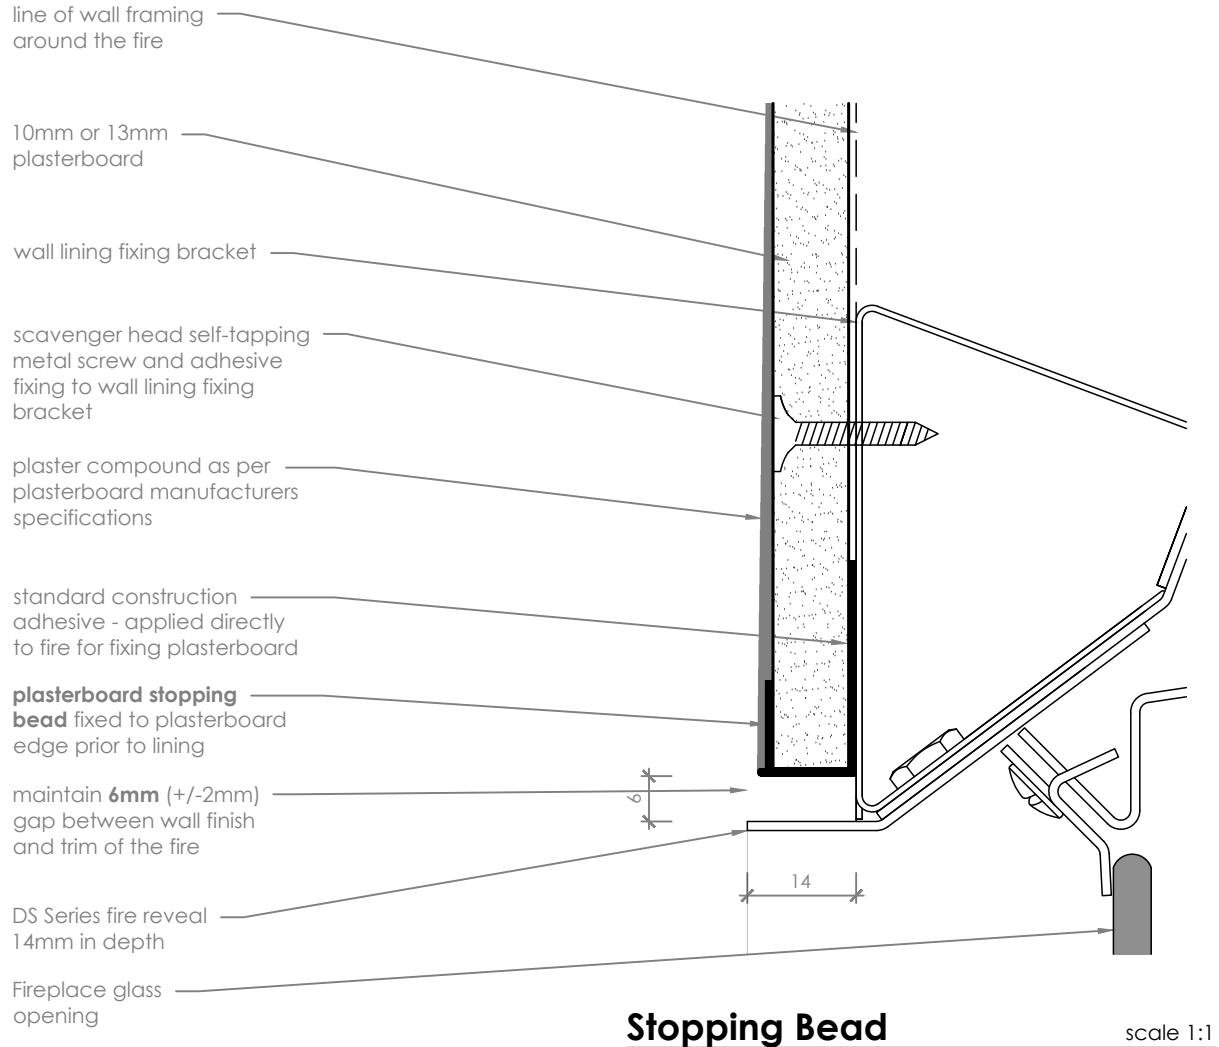 line of wall framing
around the fire
10mm or 13mm
plasterboard
wall lining fixing bracket
scavenger head self-tapping
metal screw and adhesive
fixing to wall lining fixing
bracket
plaster compound as per
plasterboard manufacturers
specifications
standard construction
adhesive - applied directly
to fire for fixing plasterboard
plasterboard stopping
bead fixed to plasterboard
edge prior to lining
maintain 6mm (+/-2mm)
gap between wall finish
and trim of the fire
6
14
DS Series fire reveal
14mm in depth
Fireplace glass
opening
Stopping Bead
scale 1:1